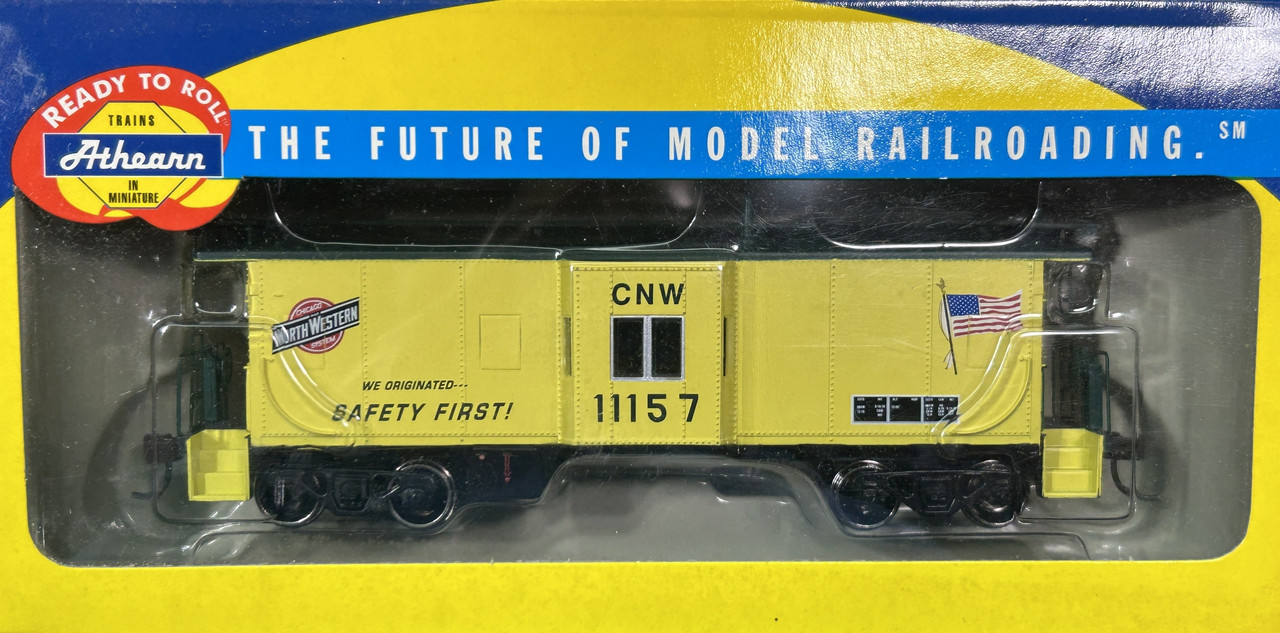 READY TO ROLL
TRAINS
Athearn
IN
MINIATURE
THE FUTURE OF MODEL RAILROADING.SM
CHICAGO
NORTH WESTERN
SYSTEM
CNW
WE ORIGINATED---
SAFETY FIRST!
11157